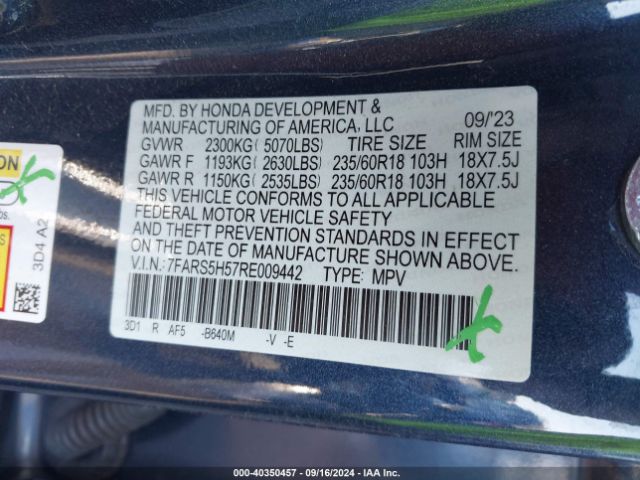 MFD. BY HONDA DEVELOPMENT &
MANUFACTURING OF AMERICA, LLC 09/'23
GVWR 2300KG( 5070LBS) TIRE SIZE RIM SIZE
GAWR F 1193KG( 2630LBS) 235/60R18 103H 18X7.5J
GAWR R 1150KG( 2535LBS) 235/60R18 103H 18X7.5J
THIS VEHICLE CONFORMS TO ALL APPLICABLE
FEDERAL MOTOR VEHICLE SAFETY
AND THEFT PREVENTION STANDARDS IN EFFECT
ON THE DATE OF MANUFACTURE SHOWN ABOVE.
V.I.N.: 7FARS5H57RE009442 TYPE: MPV
3D1 R AF5 -B640M -V -E
3D4 A2
000-40350457 - 09/16/2024 - IAA Inc.